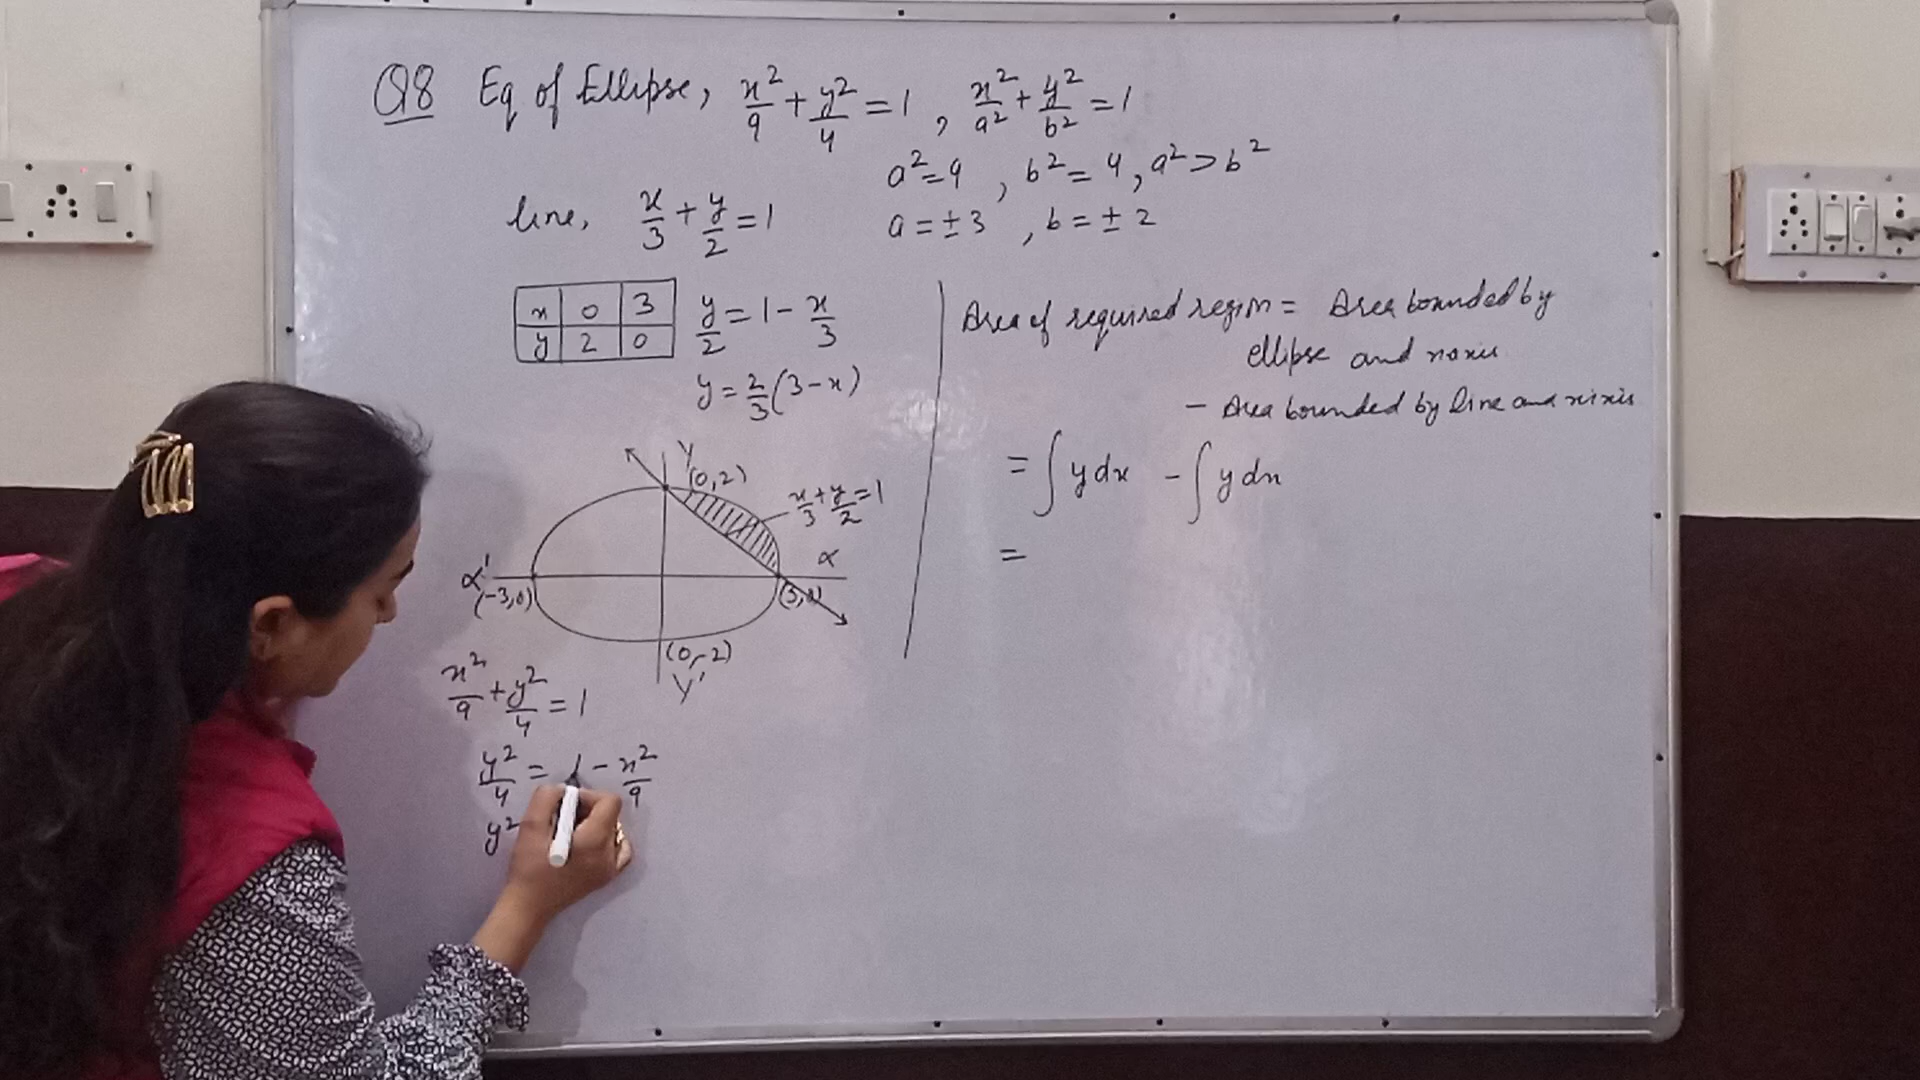 Q8 Eq of Ellipse, x²/9 + y²/4 = 1 , x²/a² + y²/b² = 1
a² = 9 , b² = 4 , a² > b²
line, x/3 + y/2 = 1
a = ± 3 , b = ± 2
x 0 3
y 2 0
y/2 = 1 - x/3
y = 2/3 (3 - x)
Y
(0,2)
x/3 + y/2 = 1
X'
X
(-3,0)
(3,0)
(0,-2)
Y'
x²/9 + y²/4 = 1
y²/4 = 1 - x²/9
y²
Area of required region = Area bounded by
ellipse and x axis
- Area bounded by line and x axis
= ∫ y dx - ∫ y dx
=